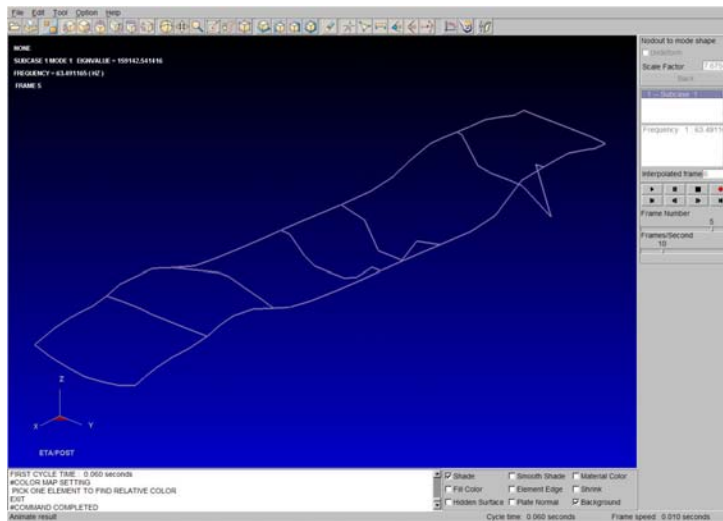 File Edit Tool Option Help
NONE
SUBCASE 1 MODE 1 EIGNVALUE = 159142.541416
FREQUENCY = 63.491165 ( HZ )
FRAME 5
Z
X
Y
ETA/POST
Nodout to mode shape
Undeform
Scale Factor
Back
1 -- Subcase 1
Frequency 1 : 63.4911
Interpolated frame
Frame Number
5
Frames/Second
10
FIRST CYCLE TIME : 0.060 seconds
#COLOR MAP SETTING
PICK ONE ELEMENT TO FIND RELATIVE COLOR
EXIT
#COMMAND COMPLETED
Shade Smooth Shade Material Color
Fill Color Element Edge Shrink
Hidden Surface Plate Normal Background
Animate result Cycle time: 0.060 seconds Frame speed: 0.010 seconds